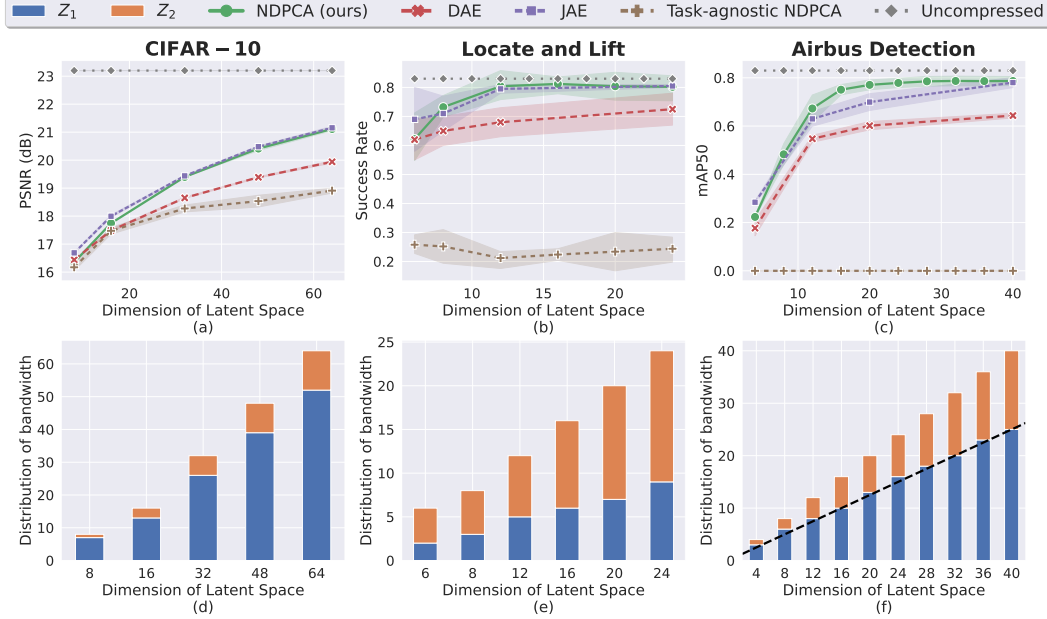 Z₁ Z₂ NDPCA (ours) DAE JAE Task-agnostic NDPCA Uncompressed
CIFAR − 10
23
22
21
20
19
18
17
16
PSNR (dB)
20 40 60
Dimension of Latent Space
(a)
Locate and Lift
0.8
0.7
0.6
0.5
0.4
0.3
0.2
Success Rate
10 15 20
Dimension of Latent Space
(b)
Airbus Detection
0.8
0.6
0.4
0.2
0.0
mAP50
10 20 30 40
Dimension of Latent Space
(c)
60
50
40
30
20
10
0
Distribution of bandwidth
8 16 32 48 64
Dimension of Latent Space
(d)
25
20
15
10
5
0
Distribution of bandwidth
6 8 12 16 20 24
Dimension of Latent Space
(e)
40
30
20
10
0
Distribution of bandwidth
4 8 12 16 20 24 28 32 36 40
Dimension of Latent Space
(f)